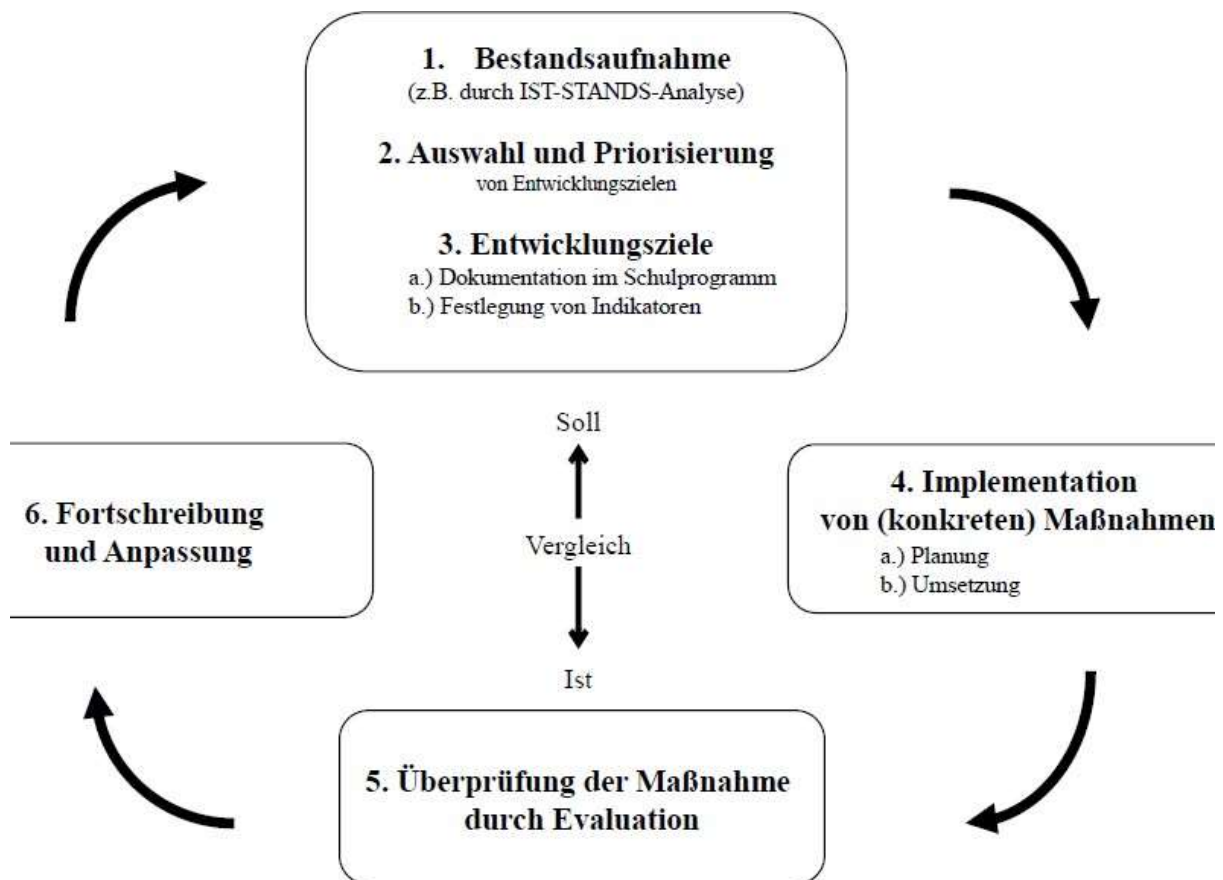 1. Bestandsaufnahme
(z.B. durch IST-STANDS-Analyse)
2. Auswahl und Priorisierung
von Entwicklungszielen
3. Entwicklungsziele
a.) Dokumentation im Schulprogramm
b.) Festlegung von Indikatoren
Soll
Vergleich
Ist
4. Implementation
von (konkreten) Maßnahmen
a.) Planung
b.) Umsetzung
5. Überprüfung der Maßnahme
durch Evaluation
6. Fortschreibung
und Anpassung